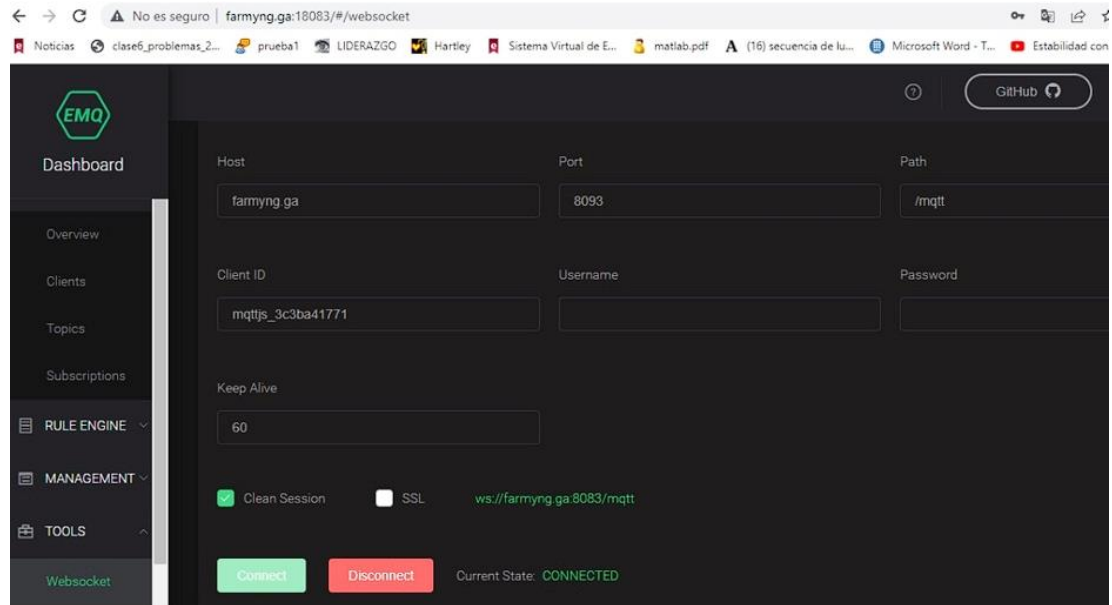 No es seguro | farmyng.ga:18083/#/websocket
Noticias clase6_problemas_2... prueba1 LIDERAZGO Hartley Sistema Virtual de E... matlab.pdf (16) secuencia de lu... Microsoft Word - T... Estabilidad con
EMQ
GitHub
Dashboard
Host Port Path
farmyng.ga 8093 /mqtt
Overview
Clients
Client ID Username Password
mqttjs_3c3ba41771
Topics
Subscriptions
Keep Alive
60
RULE ENGINE
MANAGEMENT
Clean Session SSL ws://farmyng.ga:8083/mqtt
TOOLS
Websocket
Connect Disconnect Current State: CONNECTED